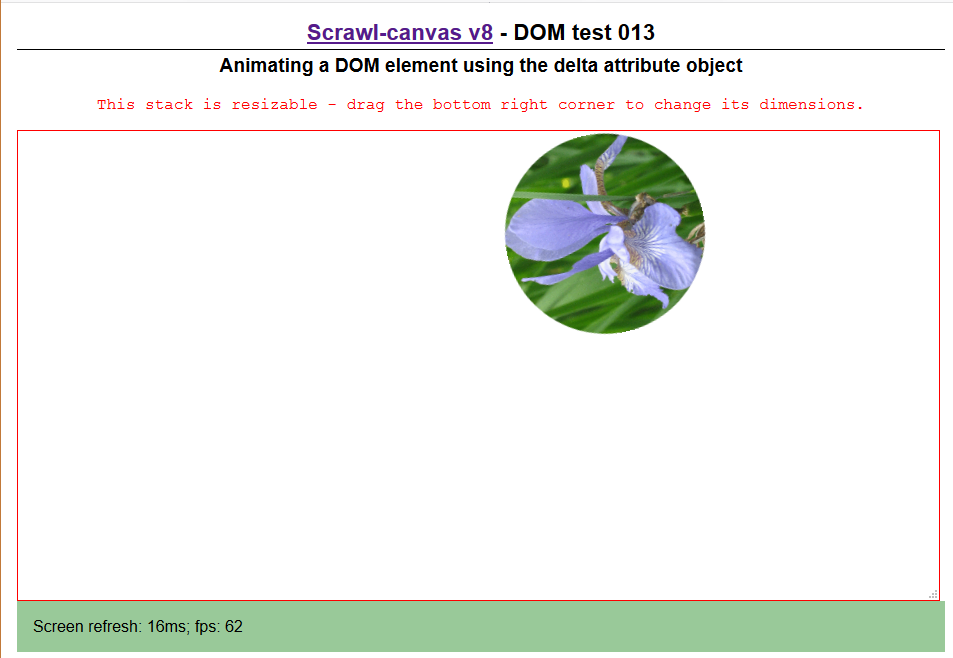 Scrawl-canvas v8 - DOM test 013
Animating a DOM element using the delta attribute object
This stack is resizable - drag the bottom right corner to change its dimensions.
Screen refresh: 16ms; fps: 62